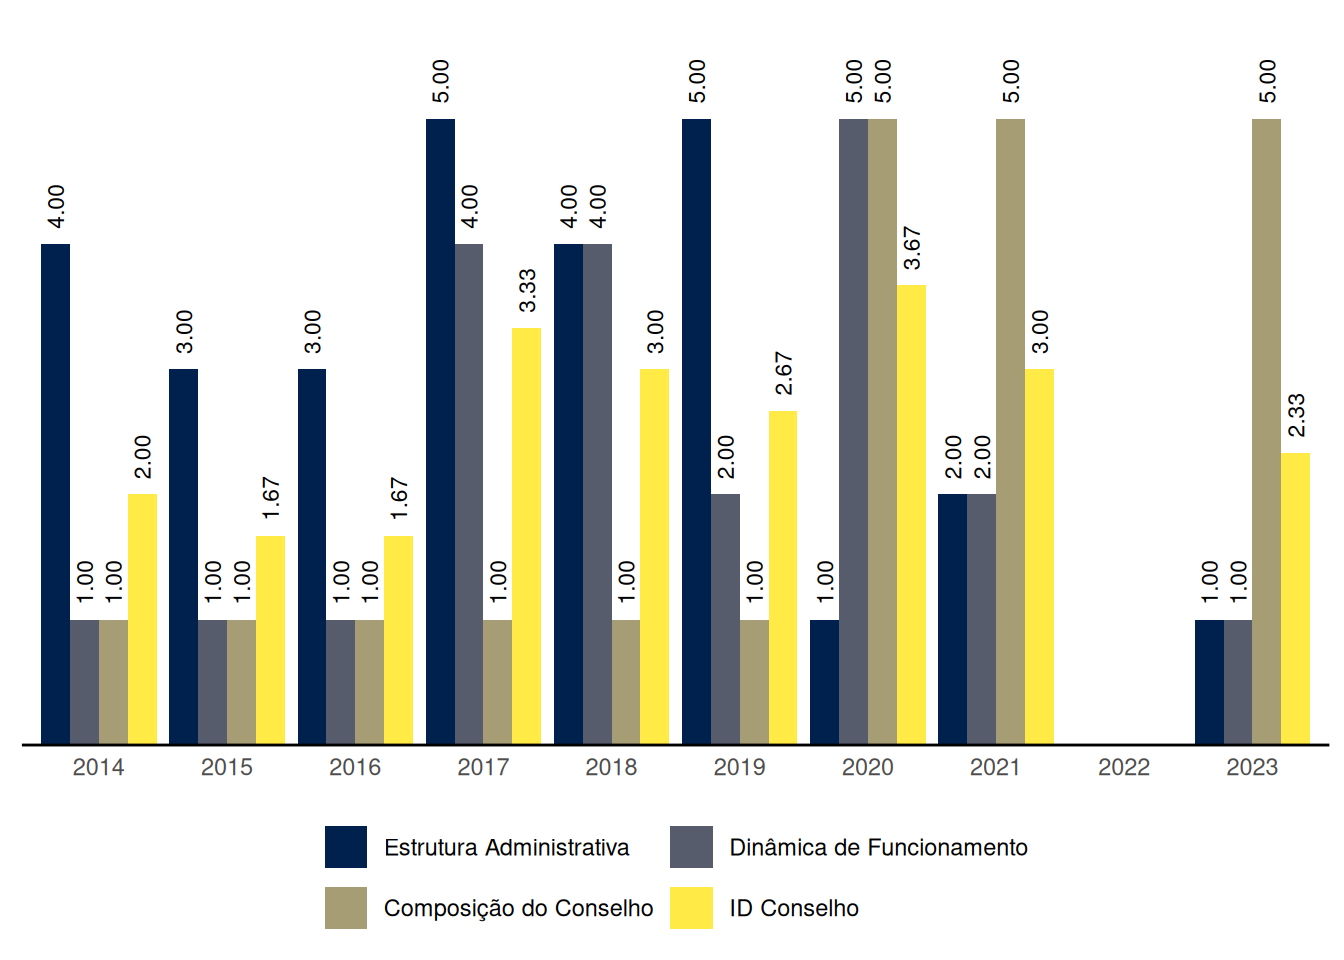 4.00 1.00 1.00 2.00 3.00 1.00 1.00 1.67 3.00 1.00 1.00 1.67 5.00 4.00 1.00 3.33 4.00 4.00 1.00 3.00 5.00 2.00 1.00 2.67 1.00 5.00 5.00 3.67 2.00 2.00 5.00 3.00 1.00 1.00 5.00 2.33
2014 2015 2016 2017 2018 2019 2020 2021 2022 2023
Estrutura Administrativa Dinâmica de Funcionamento
Composição do Conselho ID Conselho